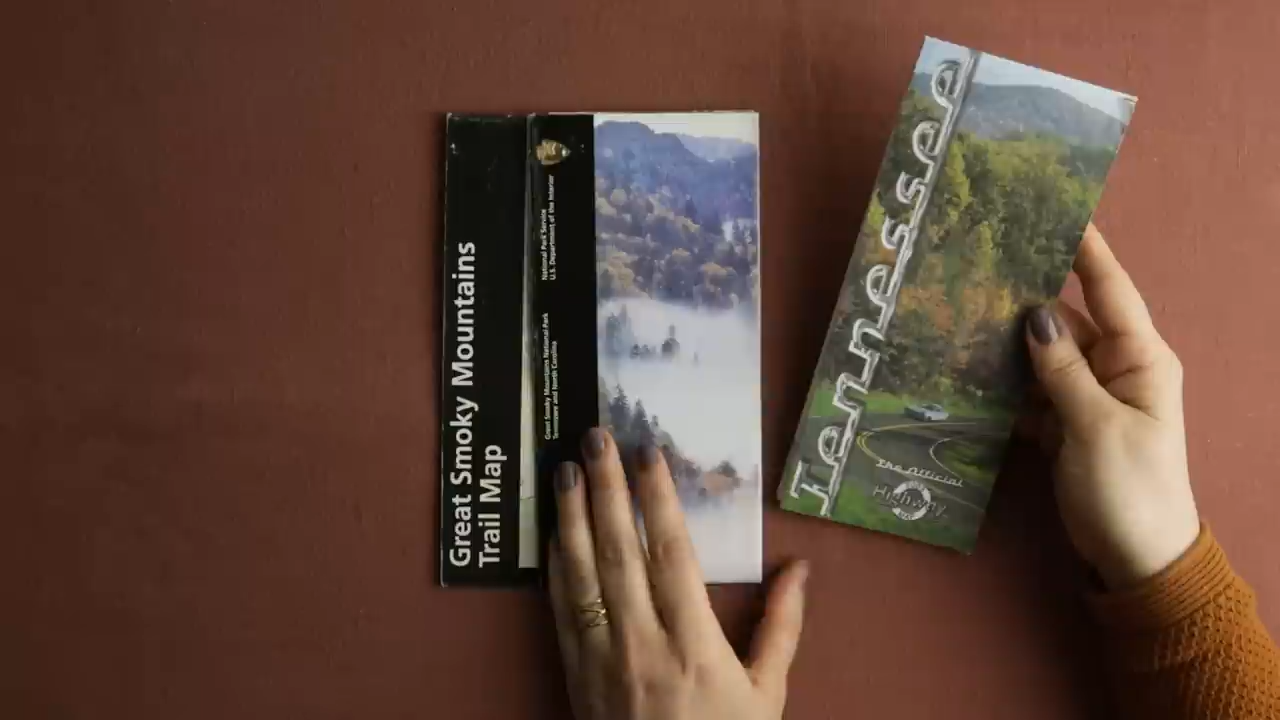 Great Smoky Mountains
Trail Map
Great Smoky Mountains National Park
Tennessee and North Carolina
National Park Service
U.S. Department of the Interior
Tennessee
The Official
Highway